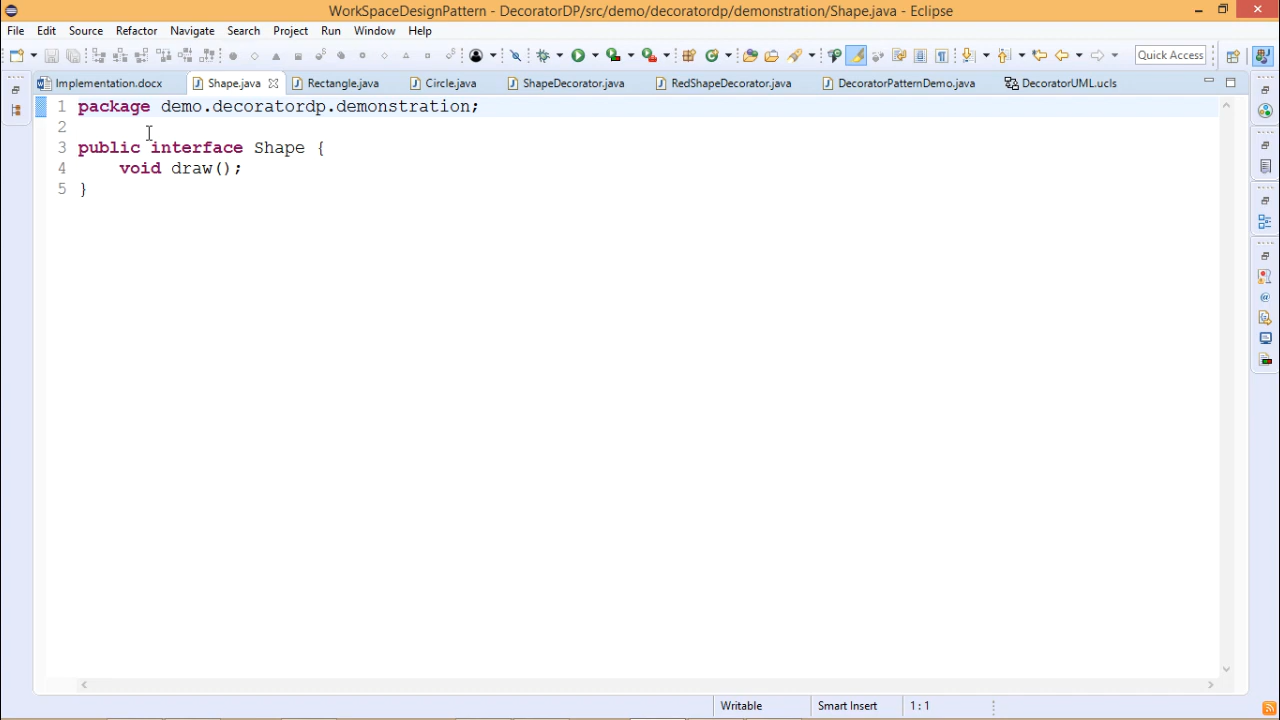 WorkSpaceDesignPattern - DecoratorDP/src/demo/decoratordp/demonstration/Shape.java - Eclipse
File Edit Source Refactor Navigate Search Project Run Window Help
Quick Access
Implementation.docx Shape.java Rectangle.java Circle.java ShapeDecorator.java RedShapeDecorator.java DecoratorPatternDemo.java DecoratorUML.ucls
1 package demo.decoratordp.demonstration;
2
3 public interface Shape {
4 void draw();
5 }
Writable Smart Insert 1 : 1